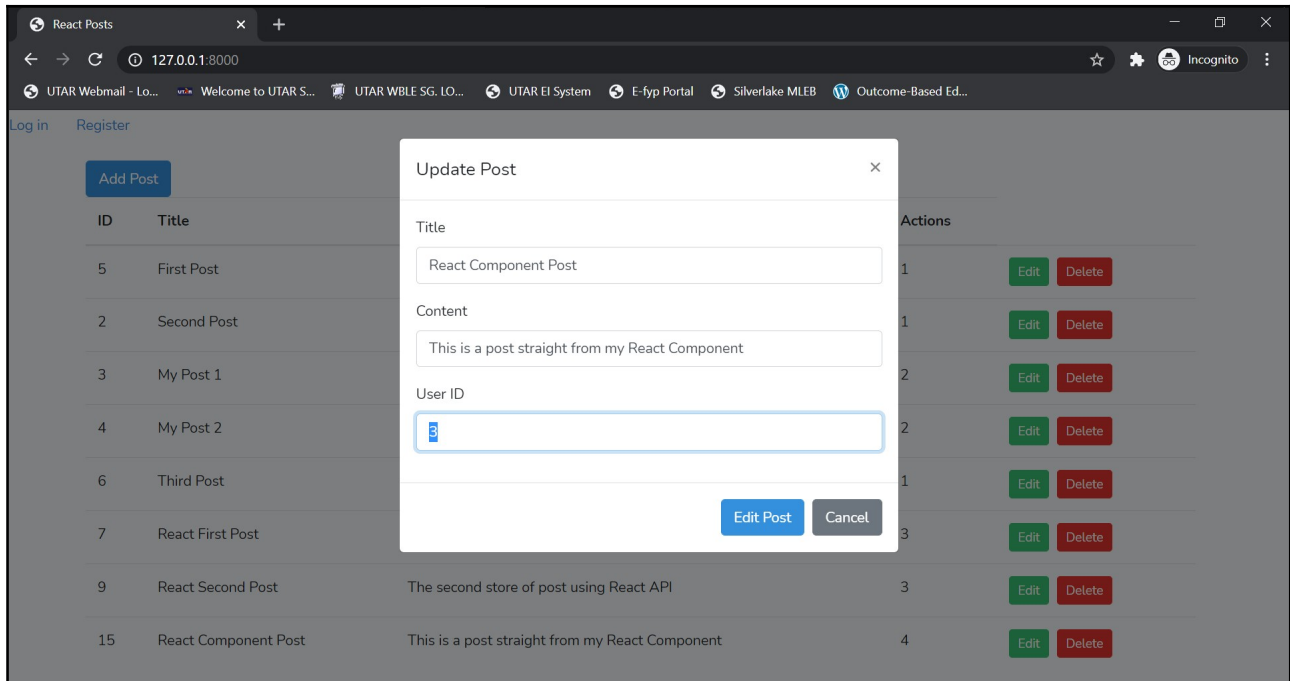 React Posts
127.0.0.1:8000
Incognito
UTAR Webmail - Lo... Welcome to UTAR S... UTAR WBLE SG. LO... UTAR EI System E-fyp Portal Silverlake MLEB Outcome-Based Ed...
Log in Register
Add Post
Update Post ×
ID Title Actions
Title
React Component Post
5 First Post 1 Edit Delete
Content
2 Second Post 1 Edit Delete
This is a post straight from my React Component
3 My Post 1 2 Edit Delete
User ID
3
4 My Post 2 2 Edit Delete
6 Third Post 1 Edit Delete
Edit Post Cancel
7 React First Post 3 Edit Delete
9 React Second Post The second store of post using React API 3 Edit Delete
15 React Component Post This is a post straight from my React Component 4 Edit Delete